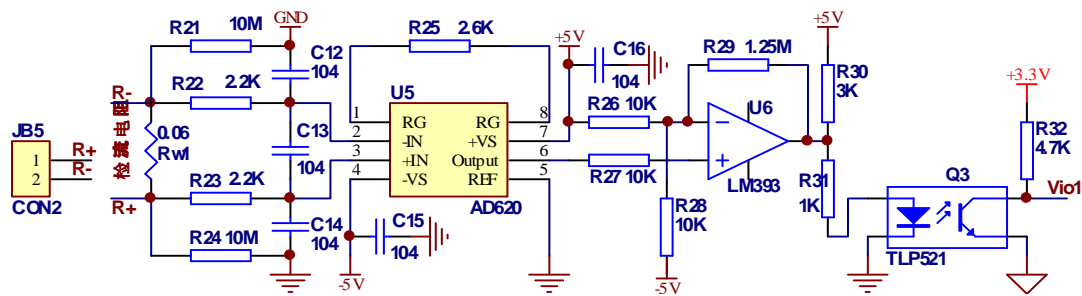 GND
+5V
+5V
R21 10M
R25 2.6K
C16
104
R29 1.25M
C12
104
+3.3V
R22 2.2K
U5
R30
3K
R-
R26 10K
U6
R32
4.7K
JB5
1
2
CON2
R+
R-
检流电阻
0.06
Rw1
C13
104
1 RG RG 8
2 -IN +VS 7
3 +IN Output 6
4 -VS REF 5
AD620
R27 10K
LM393
R31
1K
Q3
Vio1
R23 2.2K
R+
C14
104
C15
104
R28
10K
R24 10M
TLP521
-5V
-5V